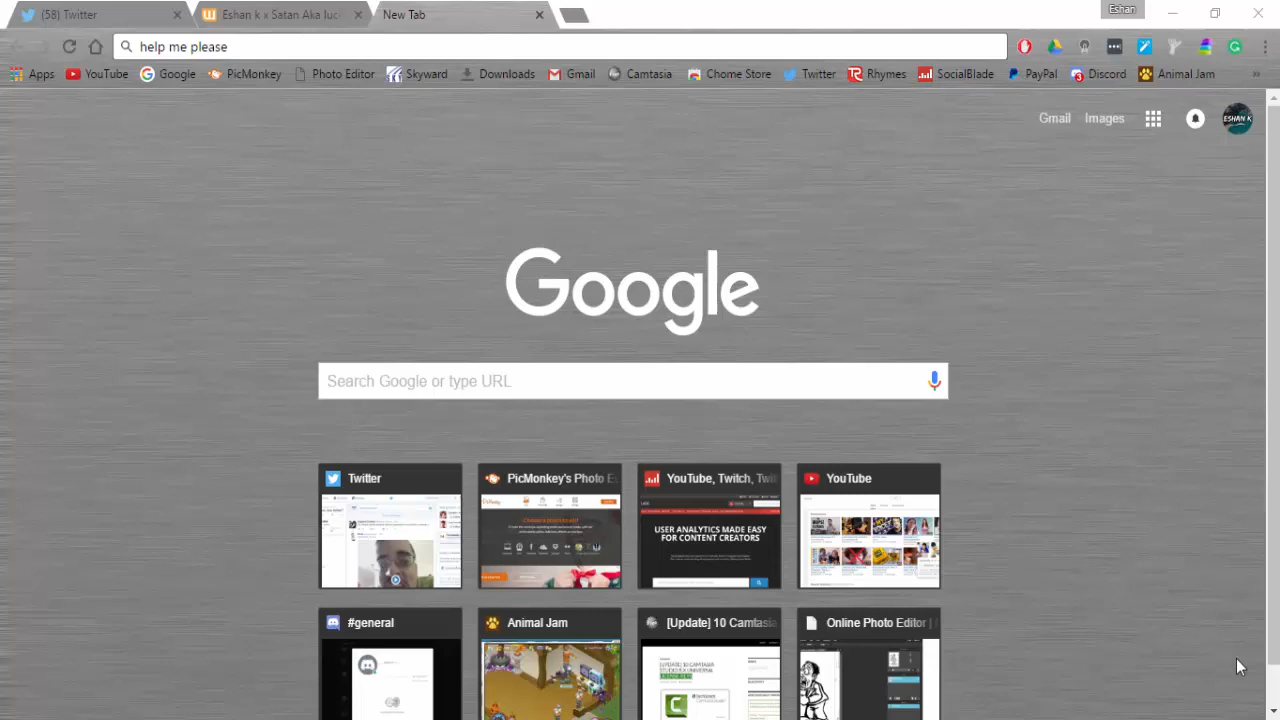 (58) Twitter
Eshan k x Satan Aka luc
New Tab
Eshan
help me please
Apps
YouTube
Google
PicMonkey
Photo Editor
Skyward
Downloads
Gmail
Camtasia
Chome Store
Twitter
Rhymes
SocialBlade
PayPal
3
Discord
Animal Jam
»
Gmail
Images
ESHAN K
Google
Search Google or type URL
Twitter
PicMonkey's Photo E
YouTube, Twitch, Twi
YouTube
USER ANALYTICS MADE EASY
FOR CONTENT CREATORS
#general
Animal Jam
[Update] 10 Camtasia
Online Photo Editor |